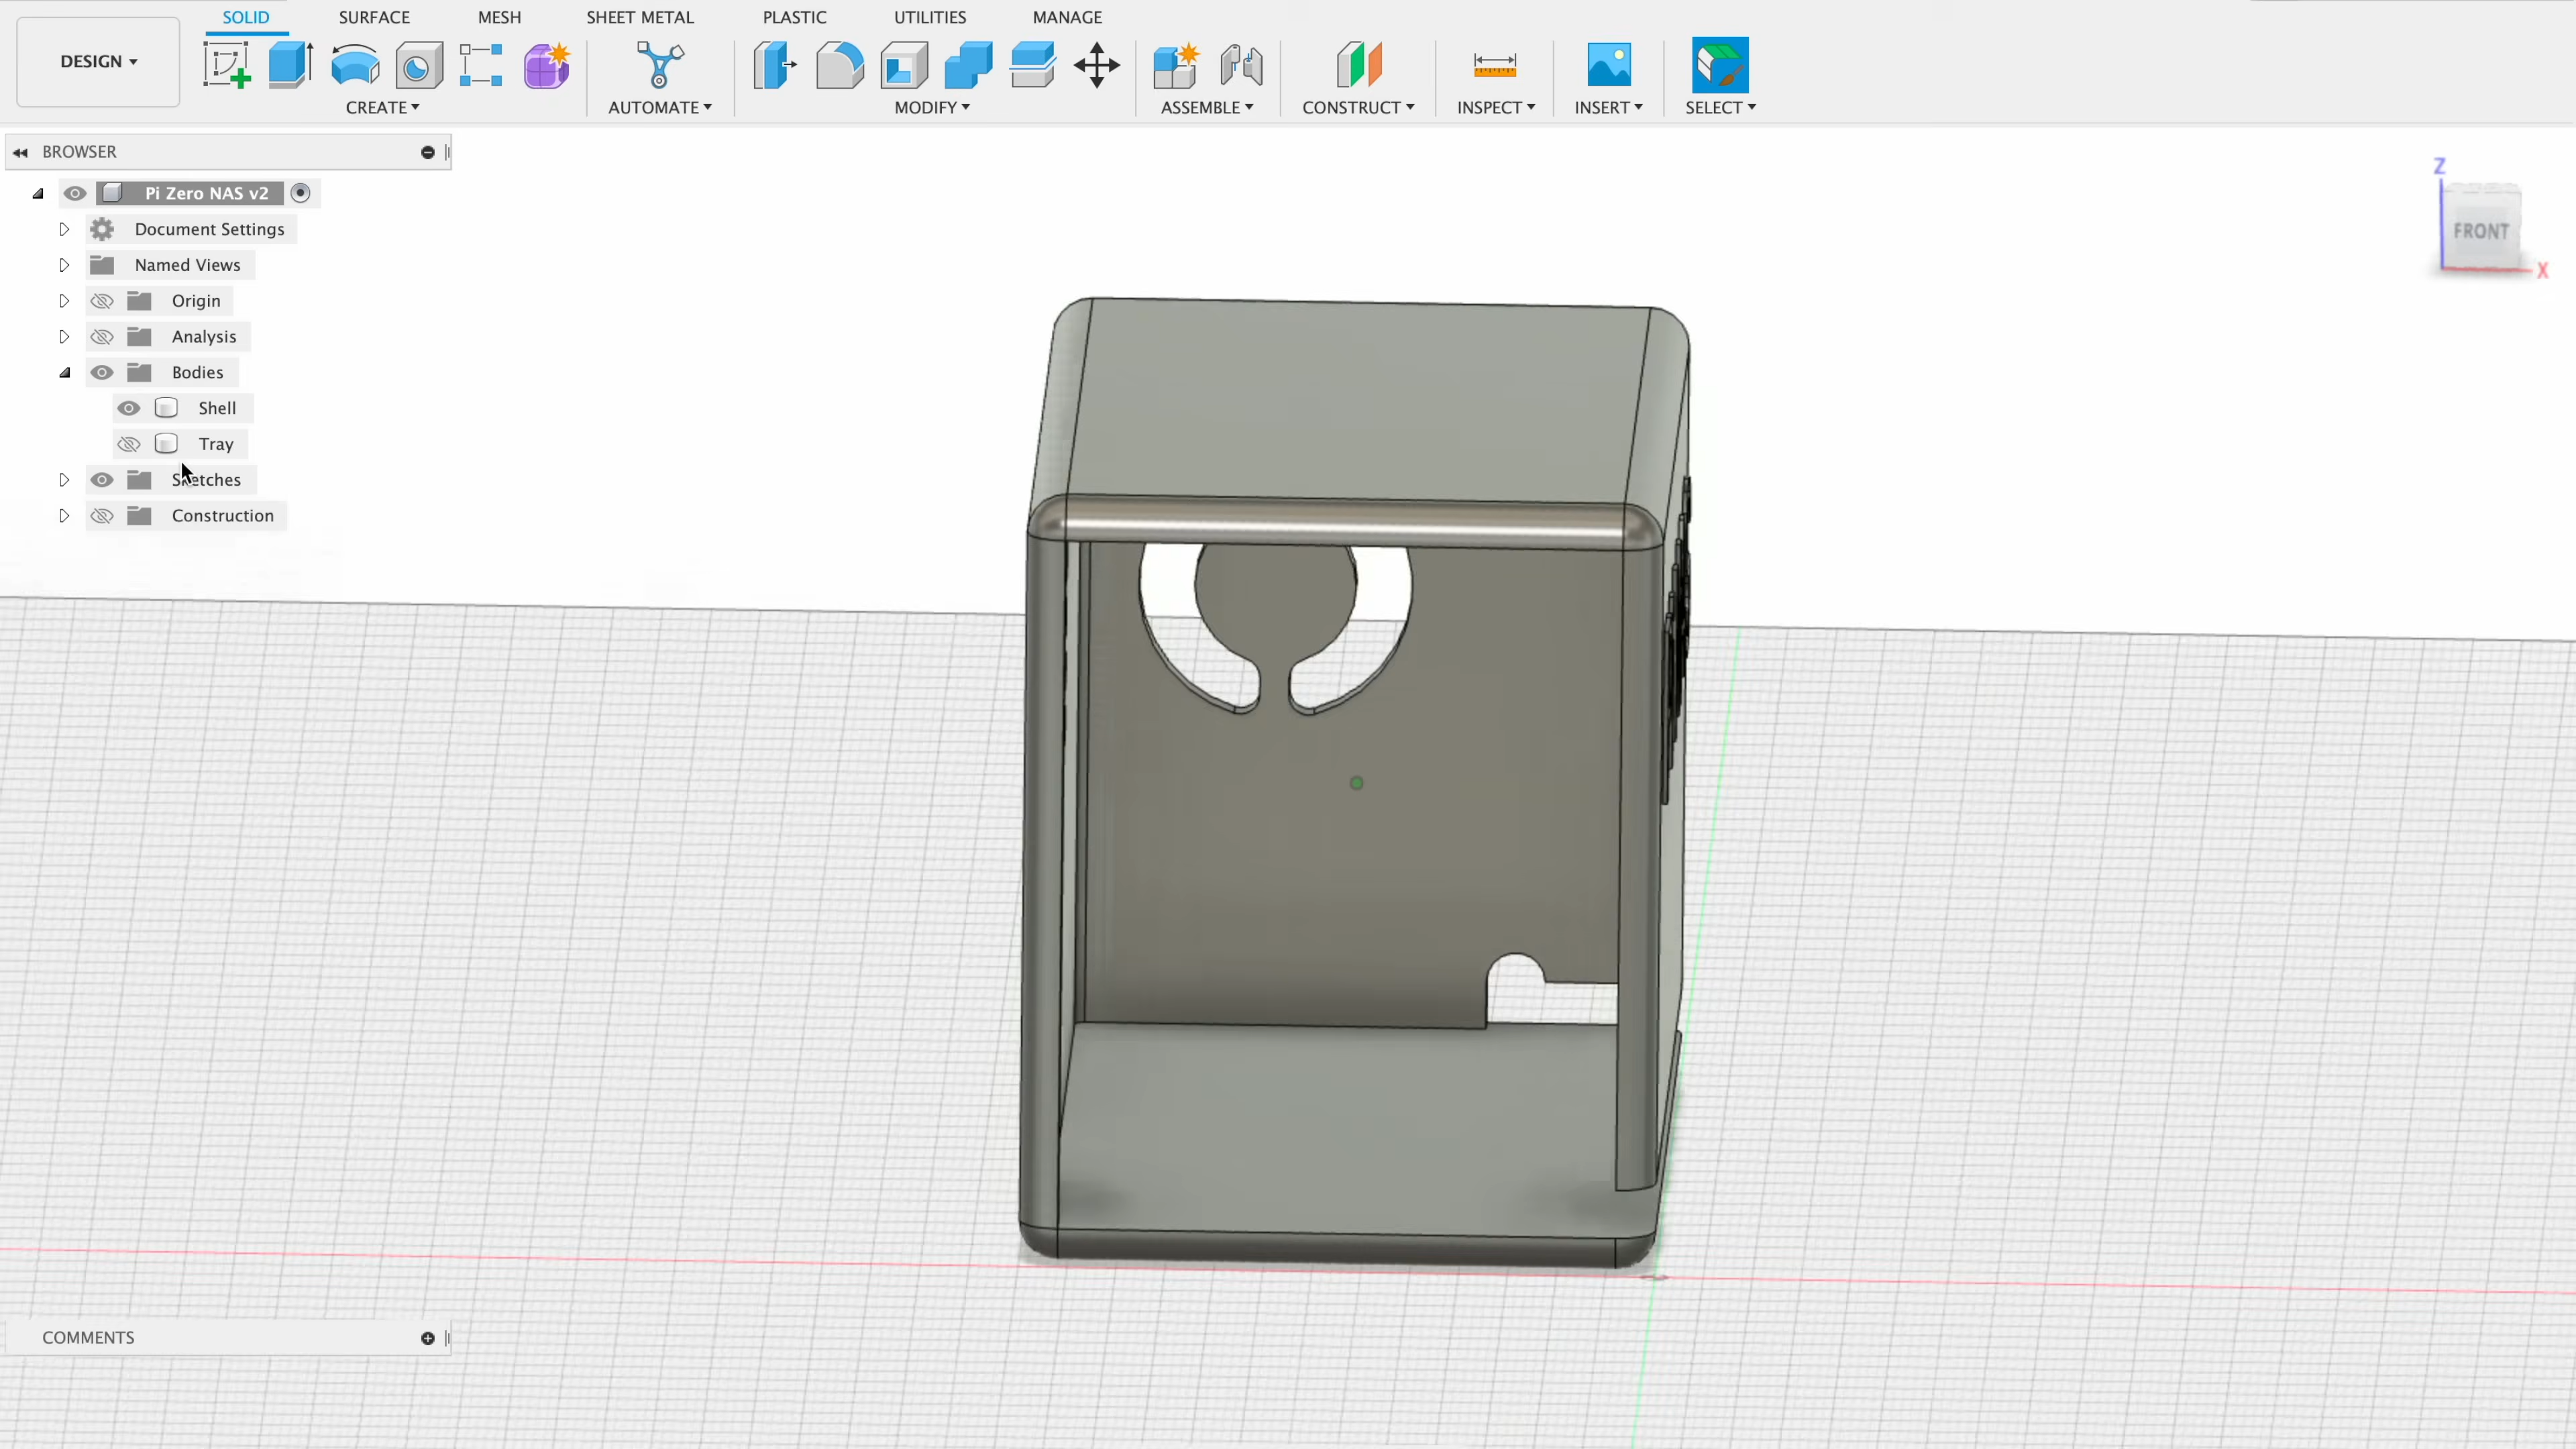 SOLID SURFACE MESH SHEET METAL PLASTIC UTILITIES MANAGE
DESIGN
CREATE AUTOMATE MODIFY ASSEMBLE CONSTRUCT INSPECT INSERT SELECT
BROWSER
Pi Zero NAS v2
Document Settings
Named Views
Origin
Analysis
Bodies
Shell
Tray
Sketches
Construction
Z
FRONT
X
COMMENTS